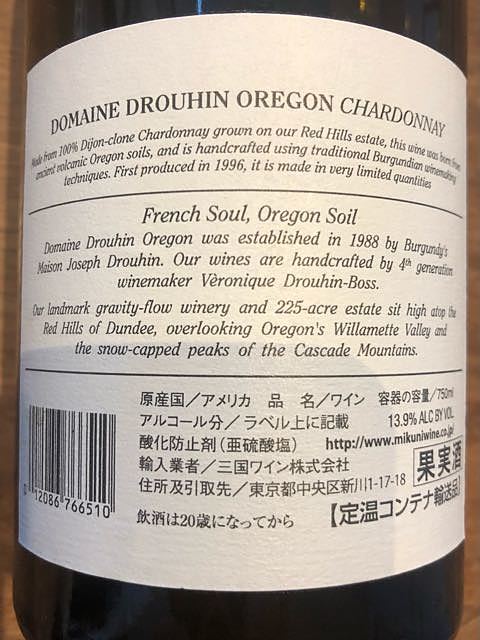 DOMAINE DROUHIN OREGON CHARDONNAY
Made from 100% Dijon-clone Chardonnay grown on our Red Hills estate, this wine was born from
ancient volcanic Oregon soils, and is handcrafted using traditional Burgundian winemaking
techniques. First produced in 1996, it is made in very limited quantities
French Soul, Oregon Soil
Domaine Drouhin Oregon was established in 1988 by Burgundy's
Maison Joseph Drouhin. Our wines are handcrafted by 4th generation
winemaker Vèronique Drouhin-Boss.
Our landmark gravity-flow winery and 225-acre estate sit high atop the
Red Hills of Dundee, overlooking Oregon's Willamette Valley and
the snow-capped peaks of the Cascade Mountains.
原産国／アメリカ 品 名／ワイン 容器の容量／750ml
アルコール分／ラベル上に記載 13.9% ALC BY VOL.
酸化防止剤（亜硫酸塩） http://www.mikuniwine.co.jp/
輸入業者／三国ワイン株式会社 果実酒
住所及引取先／東京都中央区新川1-17-18
飲酒は20歳になってから 【定温コンテナ輸送品】
0 12086 766510